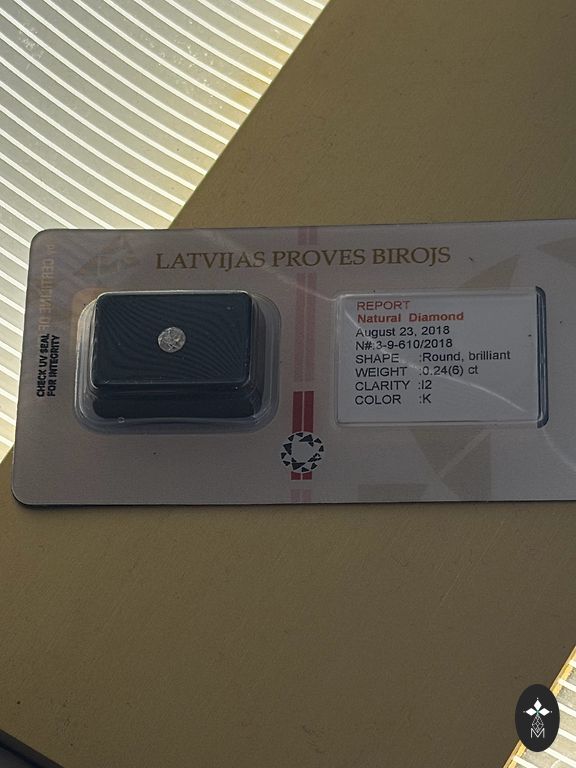 LATVIJAS PROVES BIROJS
CHECK UV SEAL
FOR INTEGRITY
REPORT
Natural Diamond
August 23, 2018
N#:3-9-610/2018
SHAPE :Round, brilliant
WEIGHT :0.24(6) ct
CLARITY :I2
COLOR :K
M